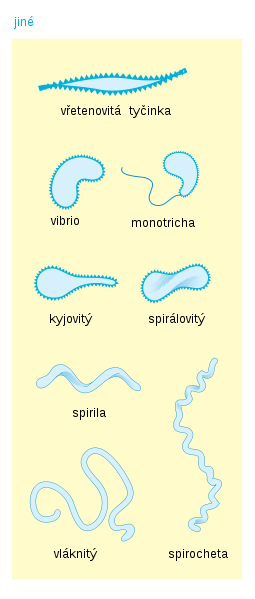 jiné
vřetenovitá tyčinka
vibrio
monotricha
kyjovitý
spirálovitý
spirila
vláknitý
spirocheta